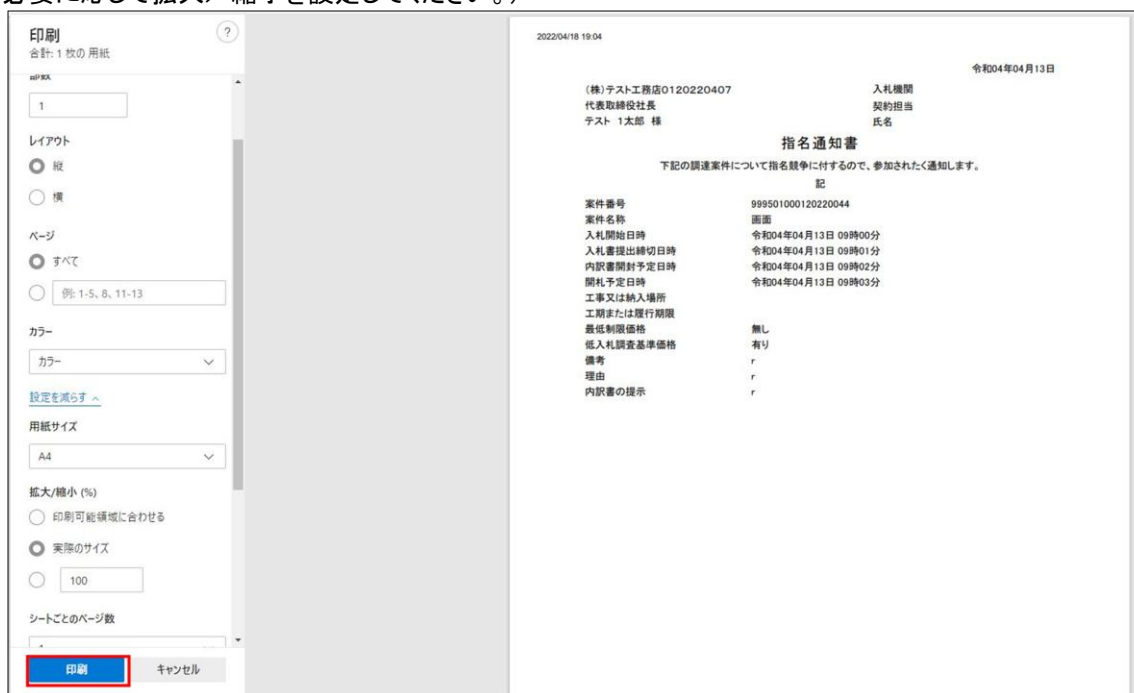 必要に応じて拡大/縮小を設定してください。)
印刷
?
合計: 1 枚の 用紙
部数
1
レイアウト
縦
横
ページ
すべて
例: 1-5、8、11-13
カラー
カラー
設定を減らす
用紙サイズ
A4
拡大/縮小 (%)
印刷可能領域に合わせる
実際のサイズ
100
シートごとのページ数
印刷 キャンセル
2022/04/18 19:04
令和04年04月13日
(株)テスト工務店0120220407 入札機関
代表取締役社長 契約担当
テスト 1太郎 様 氏名
指名通知書
下記の調達案件について指名競争に付するので、参加されたく通知します。
記
案件番号 999501000120220044
案件名称 画面
入札開始日時 令和04年04月13日 09時00分
入札書提出締切日時 令和04年04月13日 09時01分
内訳書開封予定日時 令和04年04月13日 09時02分
開札予定日時 令和04年04月13日 09時03分
工事又は納入場所
工期または履行期限
最低制限価格 無し
低入札調査基準価格 有り
備考 r
理由 r
内訳書の提示 r